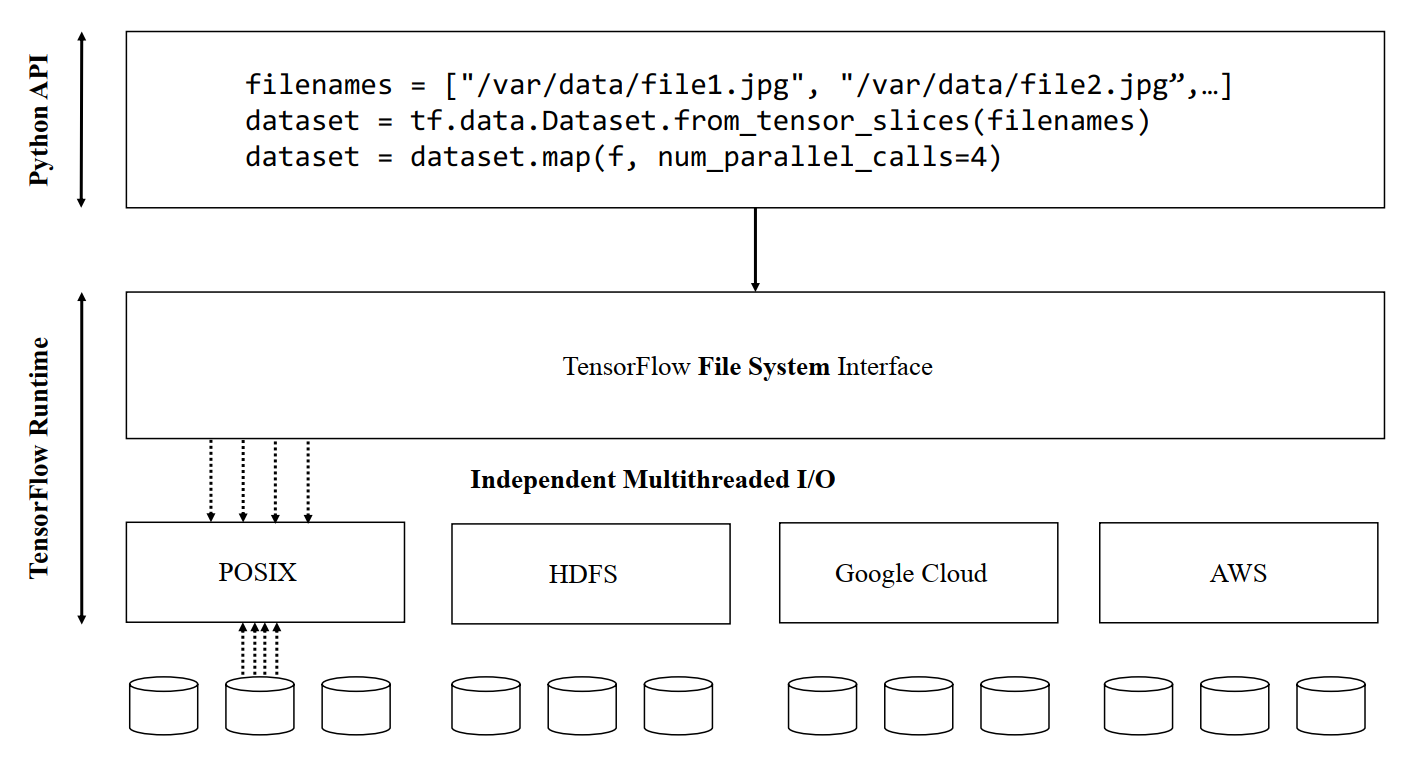 Python API
filenames = ["/var/data/file1.jpg", "/var/data/file2.jpg”,…]
dataset = tf.data.Dataset.from_tensor_slices(filenames)
dataset = dataset.map(f, num_parallel_calls=4)
TensorFlow Runtime
TensorFlow File System Interface
Independent Multithreaded I/O
POSIX
HDFS
Google Cloud
AWS